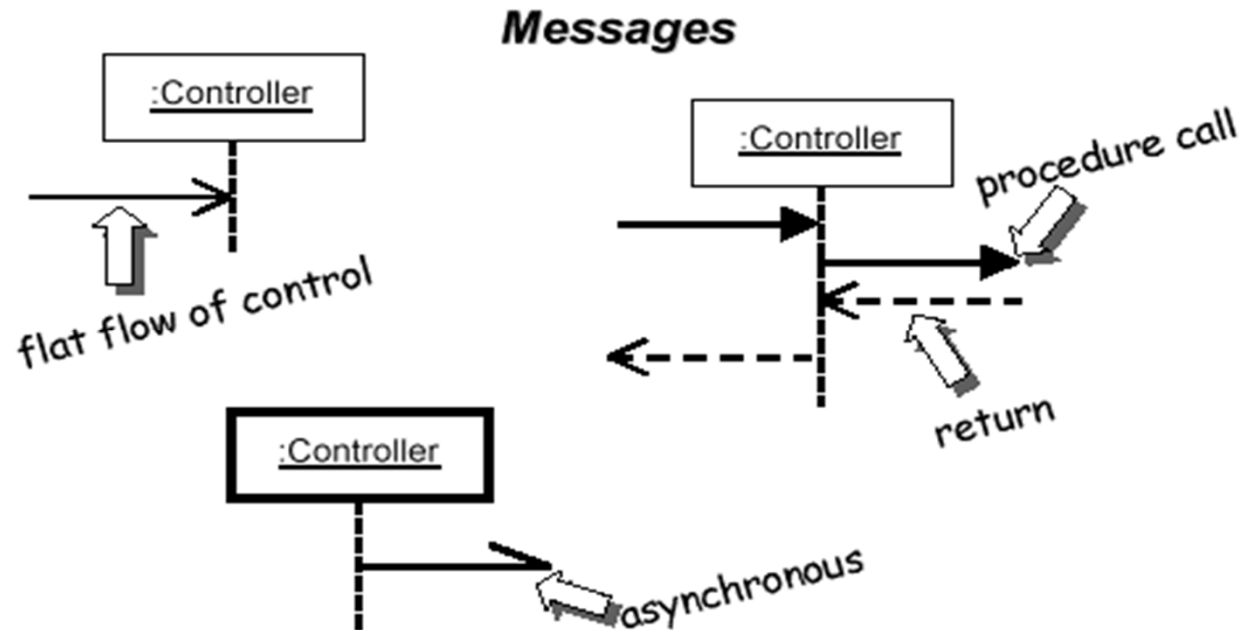 Messages
:Controller
flat flow of control
:Controller
procedure call
return
:Controller
asynchronous